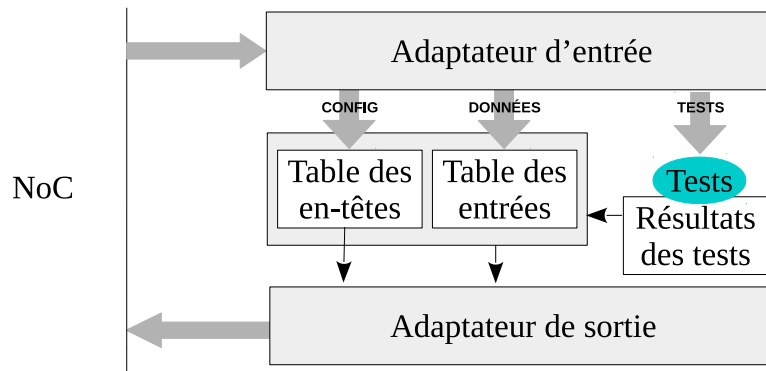 Adaptateur d’entrée
CONFIG
DONNÉES
TESTS
NoC
Table des
en-têtes
Table des
entrées
Tests
Résultats
des tests
Adaptateur de sortie